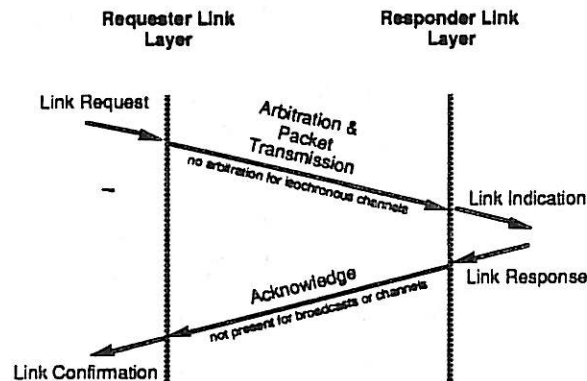 Requester Link
Layer
Responder Link
Layer
Link Request
Arbitration &
Packet
Transmission
no arbitration for isochronous channels
Link Indication
Link Response
Acknowledge
not present for broadcasts or channels
Link Confirmation